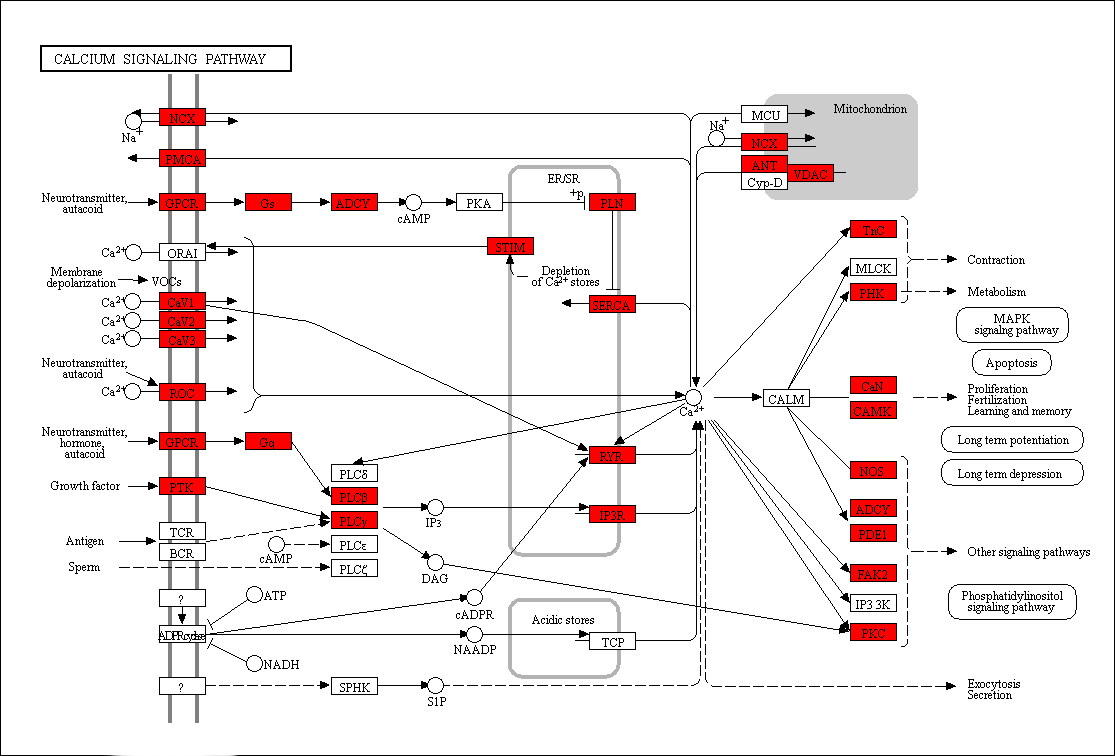 CALCIUM SIGNALING PATHWAY
NCX
Na+
PMCA
Neurotransmitter,
autacoid
GPCR
Gs
ADCY
cAMP
PKA
+p
PLN
ER/SR
MCU
Mitochondrion
Na+
NCX
ANT
VDAC
Cyp-D
Ca2+
ORAI
STIM
Depletion
of Ca2+ stores
Membrane
depolarization
VOCs
Ca2+
CaV1
Ca2+
CaV2
Ca2+
CaV3
SERCA
Neurotransmitter,
autacoid
Ca2+
ROC
Ca2+
CALM
TnC
MLCK
PHK
Contraction
Metabolism
MAPK
signaling pathway
Apoptosis
CaN
CAMK
Proliferation
Fertilization
Learning and memory
Long term potentiation
Long term depression
Neurotransmitter,
hormone,
autacoid
GPCR
Gq
RYR
PLCδ
PLCβ
Growth factor
PTK
PLCγ
IP3
IP3R
NOS
ADCY
PDE1
Antigen
TCR
BCR
cAMP
PLCε
Sperm
PLCζ
DAG
Other signaling pathways
FAK2
IP3 3K
PKC
Phosphatidylinositol
signaling pathway
?
ATP
cADPR
NAADP
Acidic stores
TCP
NADH
?
SPHK
S1P
Exocytosis
Secretion